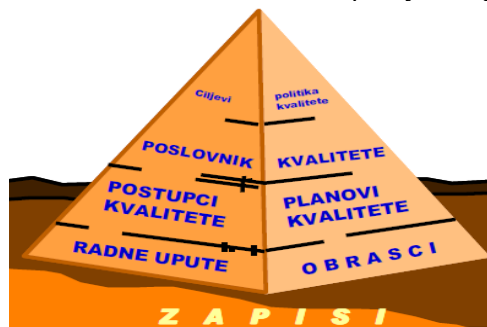 Ciljevi politika kvalitete
POSLOVNIK KVALITETE
POSTUPCI KVALITETE
PLANOVI KVALITETE
RADNE UPUTE
OBRASCI
ZAPISI